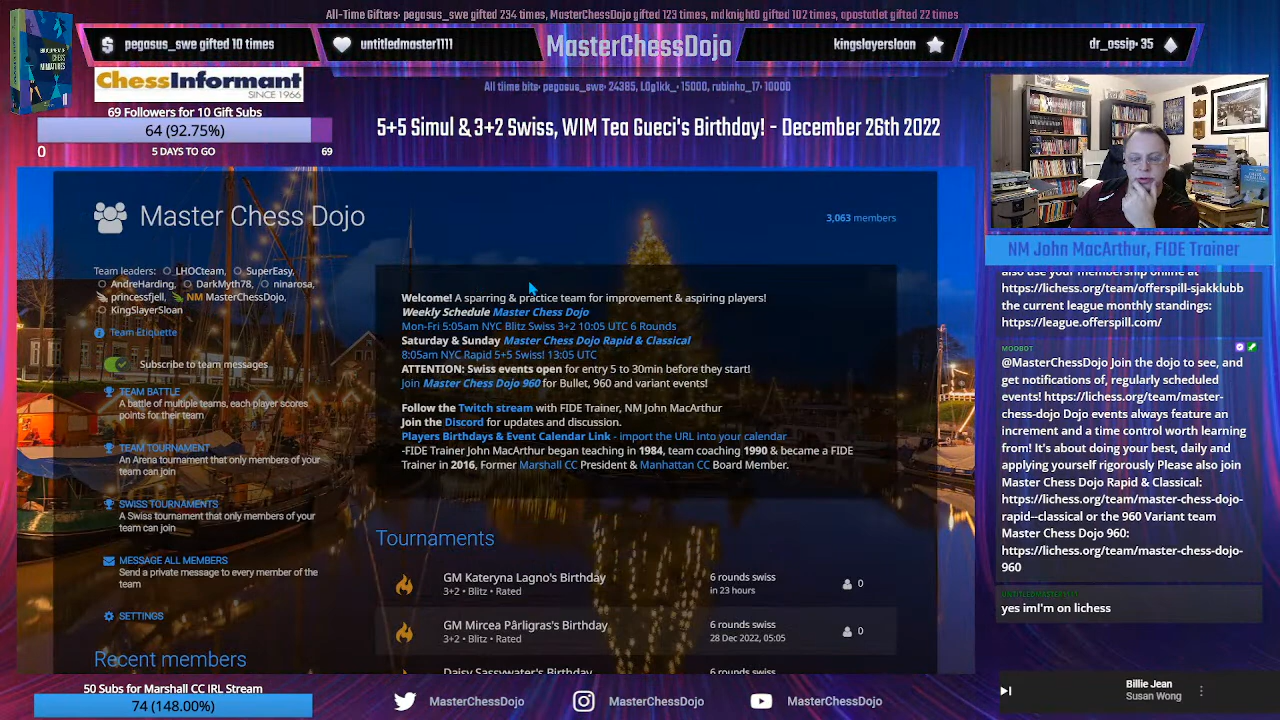 All-Time Gifters• pegasus_swe gifted 234 times, MasterChessDojo gifted 123 times, mdknight0 gifted 102 times, apostatlet gifted 22 times
pegasus_swe gifted 10 times
untitledmaster1111
MasterChessDojo
kingslayersloan
dr_ossip• 35
ChessInformant
SINCE 1966
All tiime bits• pegasus_swe• 24385, L0g1kk_• 15000, rubinho_17• 10000
69 Followers for 10 Gift Subs
64 (92.75%)
0
5 DAYS TO GO
69
5+5 Simul & 3+2 Swiss, WIM Tea Gueci's Birthday! - December 26th 2022
NM John MacArthur, FIDE Trainer
Master Chess Dojo
3,063 members
Team leaders: LHOCteam, SuperEasy,
AndreHarding, DarkMyth78, ninarosa,
princessfjell, NM MasterChessDojo,
KingSlayerSloan
Team Etiquette
Subscribe to team messages
TEAM BATTLE
A battle of multiple teams, each player scores
points for their team
TEAM TOURNAMENT
An Arena tournament that only members of your
team can join
SWISS TOURNAMENTS
A Swiss tournament that only members of your
team can join
MESSAGE ALL MEMBERS
Send a private message to every member of the
team
SETTINGS
Recent members
Welcome! A sparring & practice team for improvement & aspiring players!
Weekly Schedule Master Chess Dojo
Mon-Fri 5:05am NYC Blitz Swiss 3+2 10:05 UTC 6 Rounds
Saturday & Sunday Master Chess Dojo Rapid & Classical
8:05am NYC Rapid 5+5 Swiss! 13:05 UTC
ATTENTION: Swiss events open for entry 5 to 30min before they start!
Join Master Chess Dojo 960 for Bullet, 960 and variant events!
Follow the Twitch stream with FIDE Trainer, NM John MacArthur
Join the Discord for updates and discussion.
Players Birthdays & Event Calendar Link - import the URL into your calendar
-FIDE Trainer John MacArthur began teaching in 1984, team coaching 1990 & became a FIDE
Trainer in 2016, Former Marshall CC President & Manhattan CC Board Member.
Tournaments
GM Kateryna Lagno's Birthday
3+2 • Blitz • Rated
6 rounds swiss
in 23 hours
0
GM Mircea Pârligras's Birthday
3+2 • Blitz • Rated
6 rounds swiss
28 Dec 2022, 05:05
0
Daisy Sassywater's Birthday
6 rounds swiss
also use your membership online at
https://lichess.org/team/offerspill-sjakklubb
the current league monthly standings:
https://league.offerspill.com/
MOOBOT
@MasterChessDojo Join the dojo to see, and
get notifications of, regularly scheduled
events! https://lichess.org/team/master-
chess-dojo Dojo events always feature an
increment and a time control worth learning
from! It's about doing your best, daily and
applying yourself rigorously Please also join
Master Chess Dojo Rapid & Classical:
https://lichess.org/team/master-chess-dojo-
rapid--classical or the 960 Variant team
Master Chess Dojo 960:
https://lichess.org/team/master-chess-dojo-
960
UNTITLEDMASTER1111
yes imI'm on lichess
50 Subs for Marshall CC IRL Stream
74 (148.00%)
MasterChessDojo
MasterChessDojo
MasterChessDojo
Billie Jean
Susan Wong